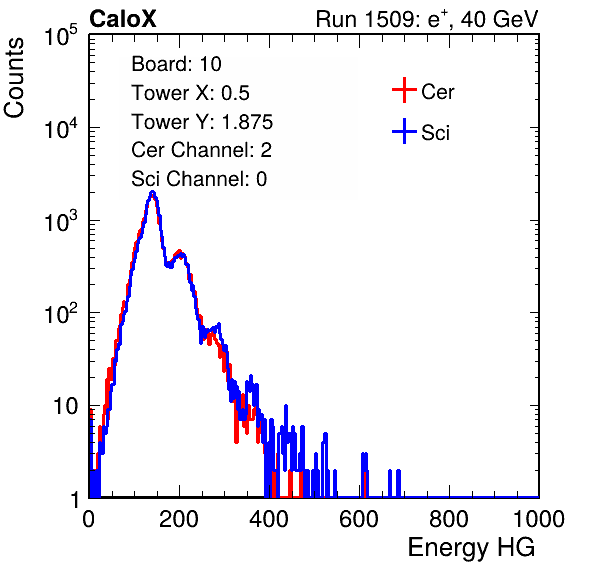 CaloX Run 1509: e⁺, 40 GeV
Board: 10
Tower X: 0.5
Tower Y: 1.875
Cer Channel: 2
Sci Channel: 0
Cer
Sci
Counts
10⁵
10⁴
10³
10²
10
1
0 200 400 600 800 1000
Energy HG